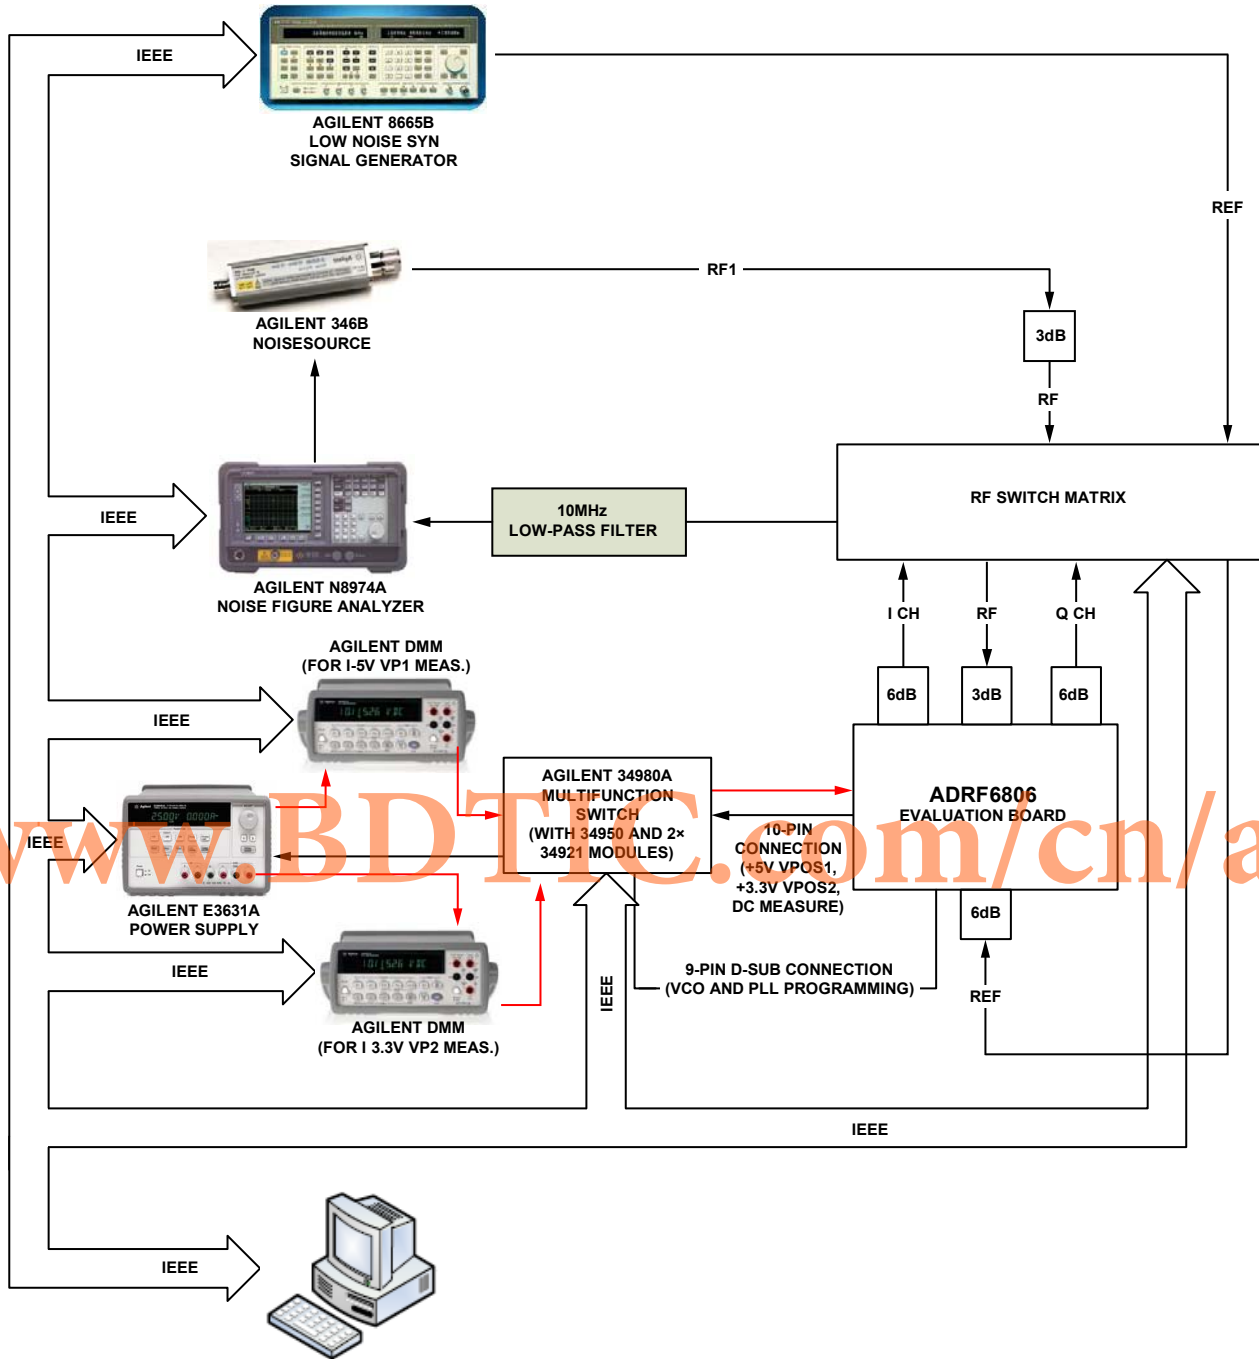 IEEE
AGILENT 8665B
LOW NOISE SYN
SIGNAL GENERATOR
REF
RF1
AGILENT 346B
NOISESOURCE
3dB
RF
RF SWITCH MATRIX
IEEE
10MHz
LOW-PASS FILTER
AGILENT N8974A
NOISE FIGURE ANALYZER
I CH
RF
Q CH
AGILENT DMM
(FOR I-5V VP1 MEAS.)
6dB
3dB
6dB
IEEE
AGILENT 34980A
MULTIFUNCTION
SWITCH
(WITH 34950 AND 2×
34921 MODULES)
ADRF6806
EVALUATION BOARD
IEEE
10-PIN
CONNECTION
(+5V VPOS1,
+3.3V VPOS2,
DC MEASURE)
www.BDTIC.com/cn/a
AGILENT E3631A
POWER SUPPLY
6dB
IEEE
9-PIN D-SUB CONNECTION
(VCO AND PLL PROGRAMMING)
REF
IEEE
AGILENT DMM
(FOR I 3.3V VP2 MEAS.)
IEEE
IEEE